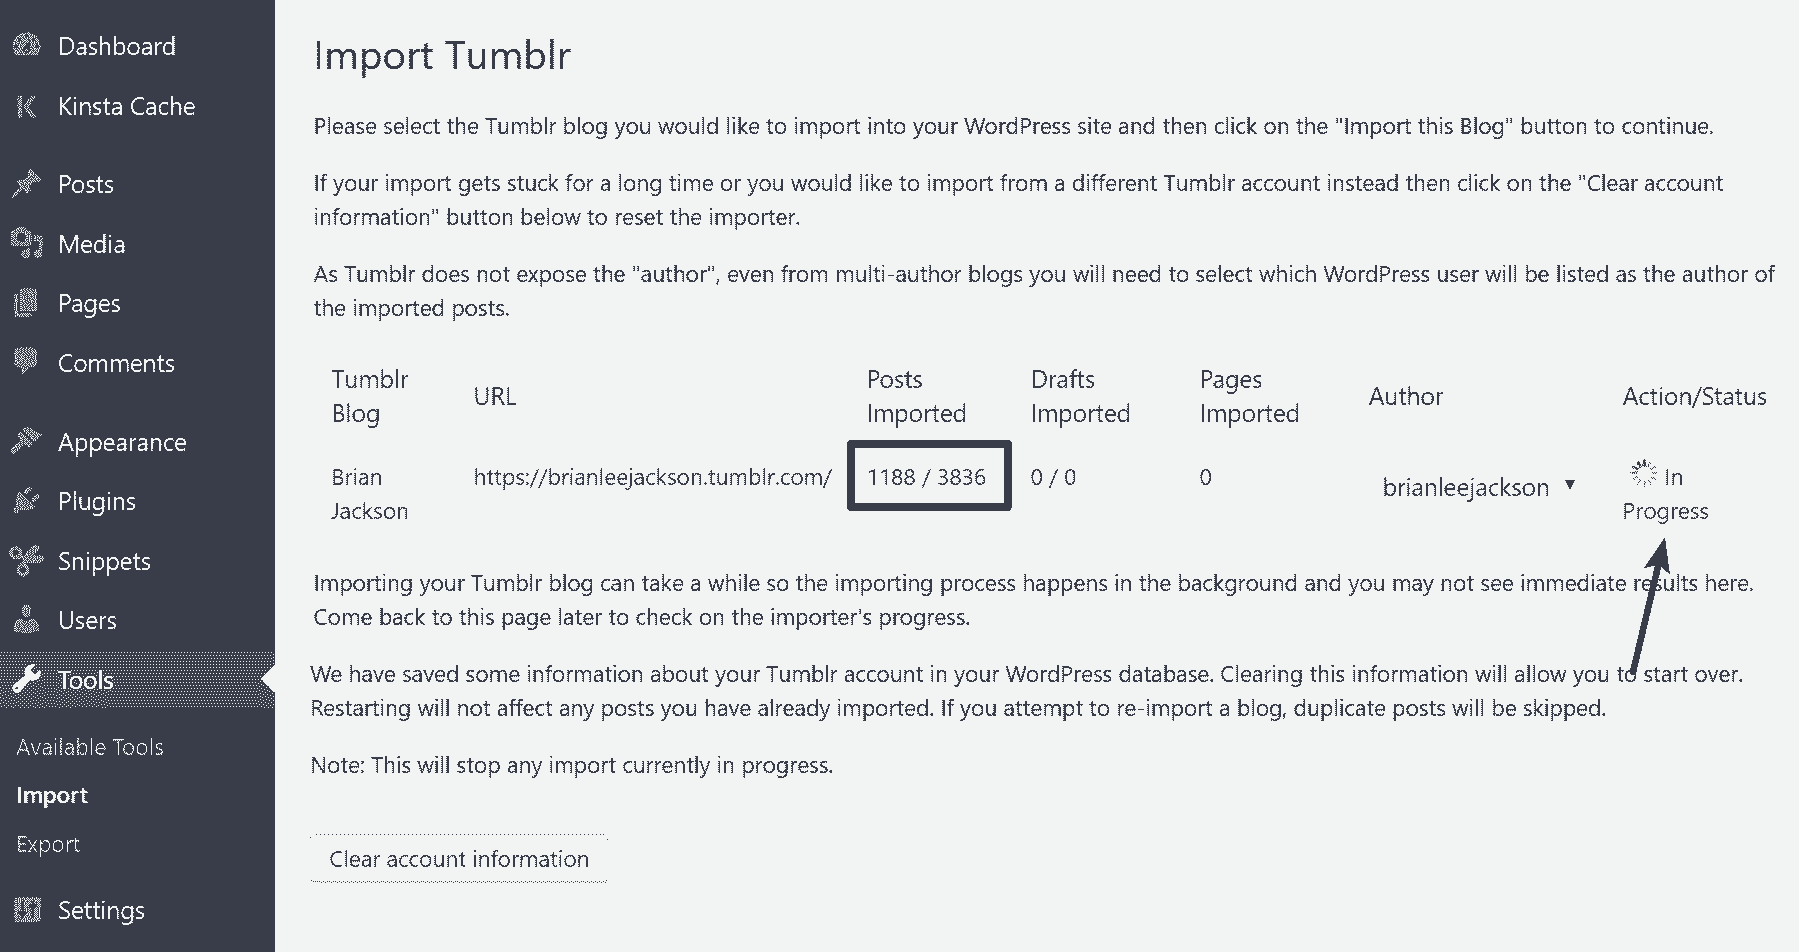 Dashboard
Kinsta Cache
Posts
Media
Pages
Comments
Appearance
Plugins
Snippets
Users
Tools
Available Tools
Import
Export
Settings
Import Tumblr
Please select the Tumblr blog you would like to import into your WordPress site and then click on the "Import this Blog" button to continue.
If your import gets stuck for a long time or you would like to import from a different Tumblr account instead then click on the "Clear account
information" button below to reset the importer.
As Tumblr does not expose the "author", even from multi-author blogs you will need to select which WordPress user will be listed as the author of
the imported posts.
Tumblr Blog URL Posts Imported Drafts Imported Pages Imported Author Action/Status
Brian Jackson https://brianleejackson.tumblr.com/ 1188 / 3836 0 / 0 0 brianleejackson In Progress
Importing your Tumblr blog can take a while so the importing process happens in the background and you may not see immediate results here.
Come back to this page later to check on the importer's progress.
We have saved some information about your Tumblr account in your WordPress database. Clearing this information will allow you to start over.
Restarting will not affect any posts you have already imported. If you attempt to re-import a blog, duplicate posts will be skipped.
Note: This will stop any import currently in progress.
Clear account information